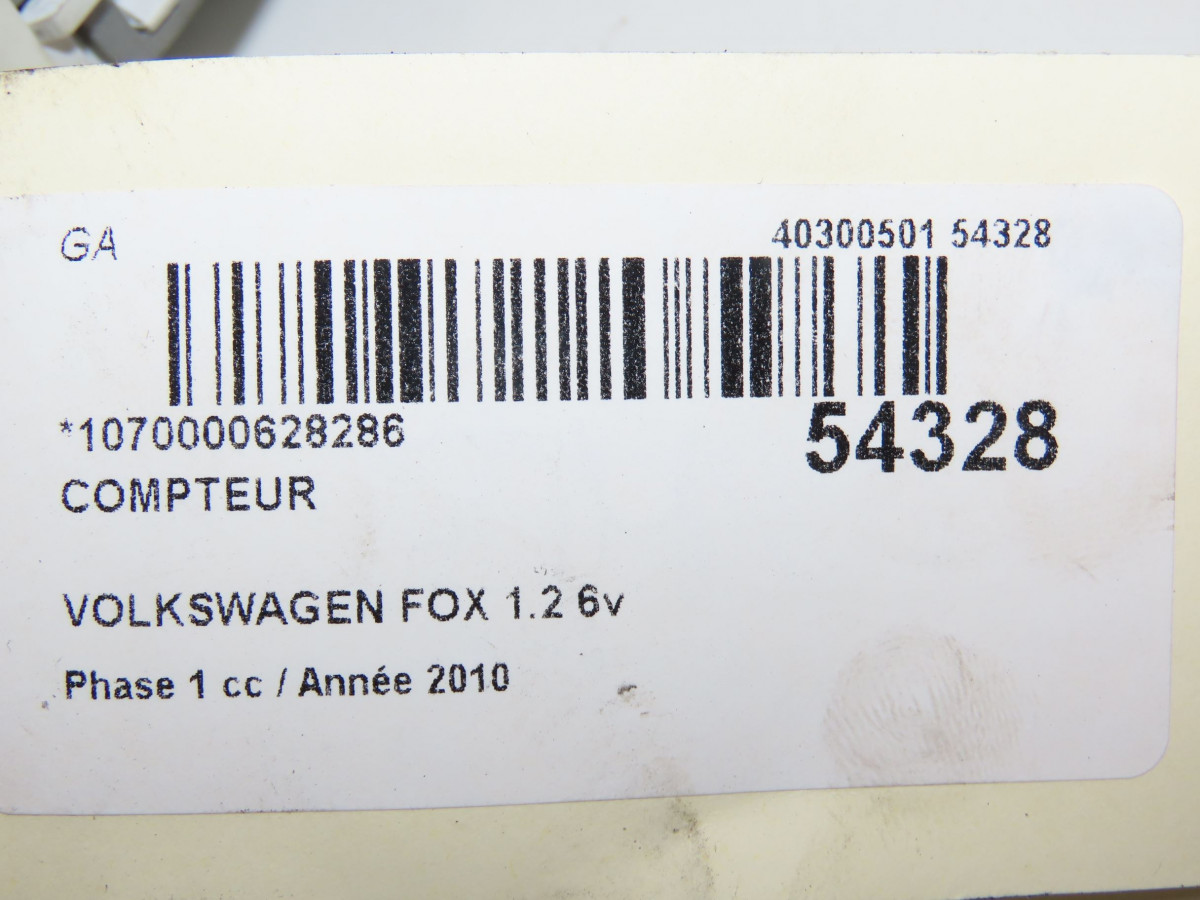 GA
40300501 54328
*1070000628286
54328
COMPTEUR
VOLKSWAGEN FOX 1.2 6v
Phase 1 cc / Année 2010